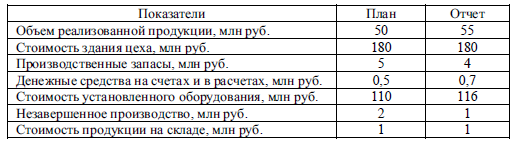 Показатели План Отчет
Объем реализованной продукции, млн руб. 50 55
Стоимость здания цеха, млн руб. 180 180
Производственные запасы, млн руб. 5 4
Денежные средства на счетах и в расчетах, млн руб. 0,5 0,7
Стоимость установленного оборудования, млн руб. 110 116
Незавершенное производство, млн руб. 2 1
Стоимость продукции на складе, млн руб. 1 1